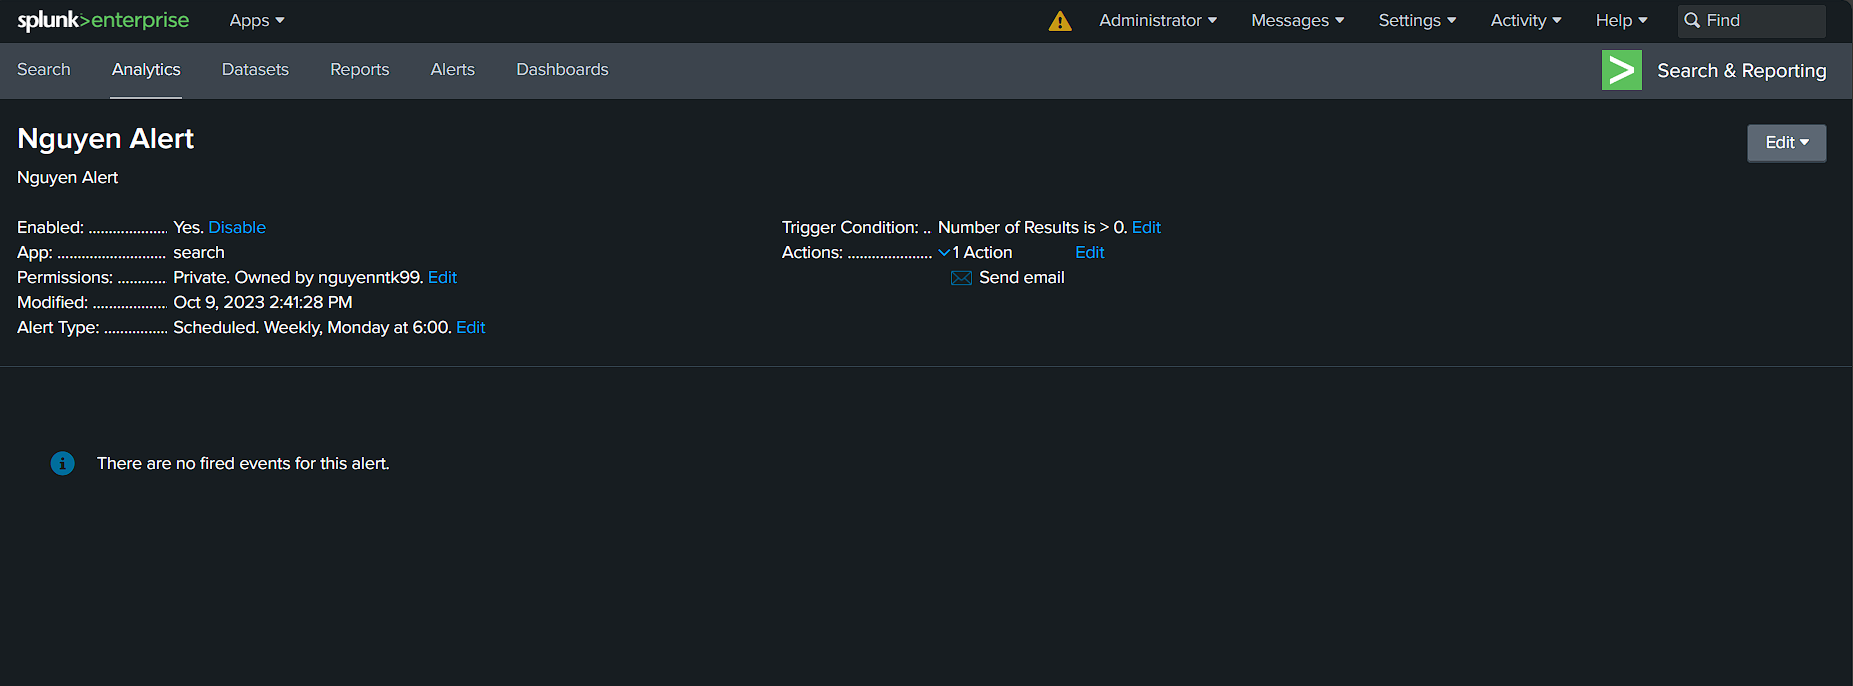 splunk>enterprise Apps Administrator Messages Settings Activity Help Find
Search Analytics Datasets Reports Alerts Dashboards Search & Reporting
Nguyen Alert
Edit
Nguyen Alert
Enabled: ................... Yes. Disable
App: .......................... search
Permissions: ............ Private. Owned by nguyenntk99. Edit
Modified: .................. Oct 9, 2023 2:41:28 PM
Alert Type: ................ Scheduled. Weekly, Monday at 6:00. Edit
Trigger Condition: .. Number of Results is > 0. Edit
Actions: ..................... 1 Action Edit
Send email
There are no fired events for this alert.